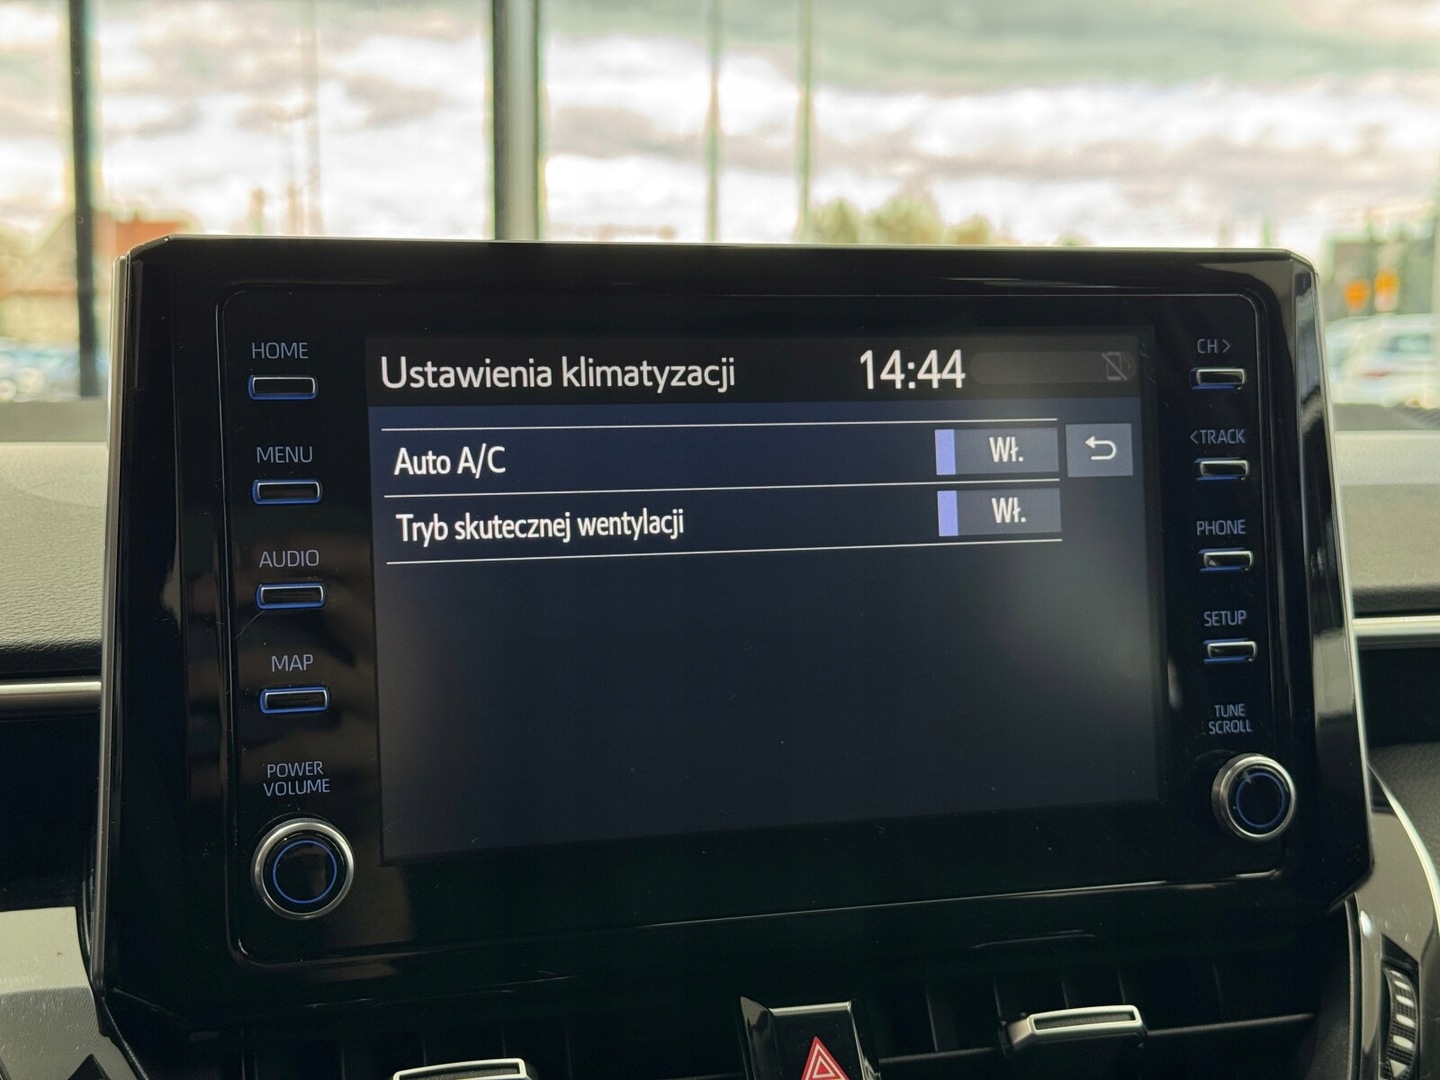 HOME
MENU
AUDIO
MAP
POWER
VOLUME
Ustawienia klimatyzacji 14:44
Auto A/C Wł.
Tryb skutecznej wentylacji Wł.
CH >
<TRACK
PHONE
SETUP
TUNE
SCROLL